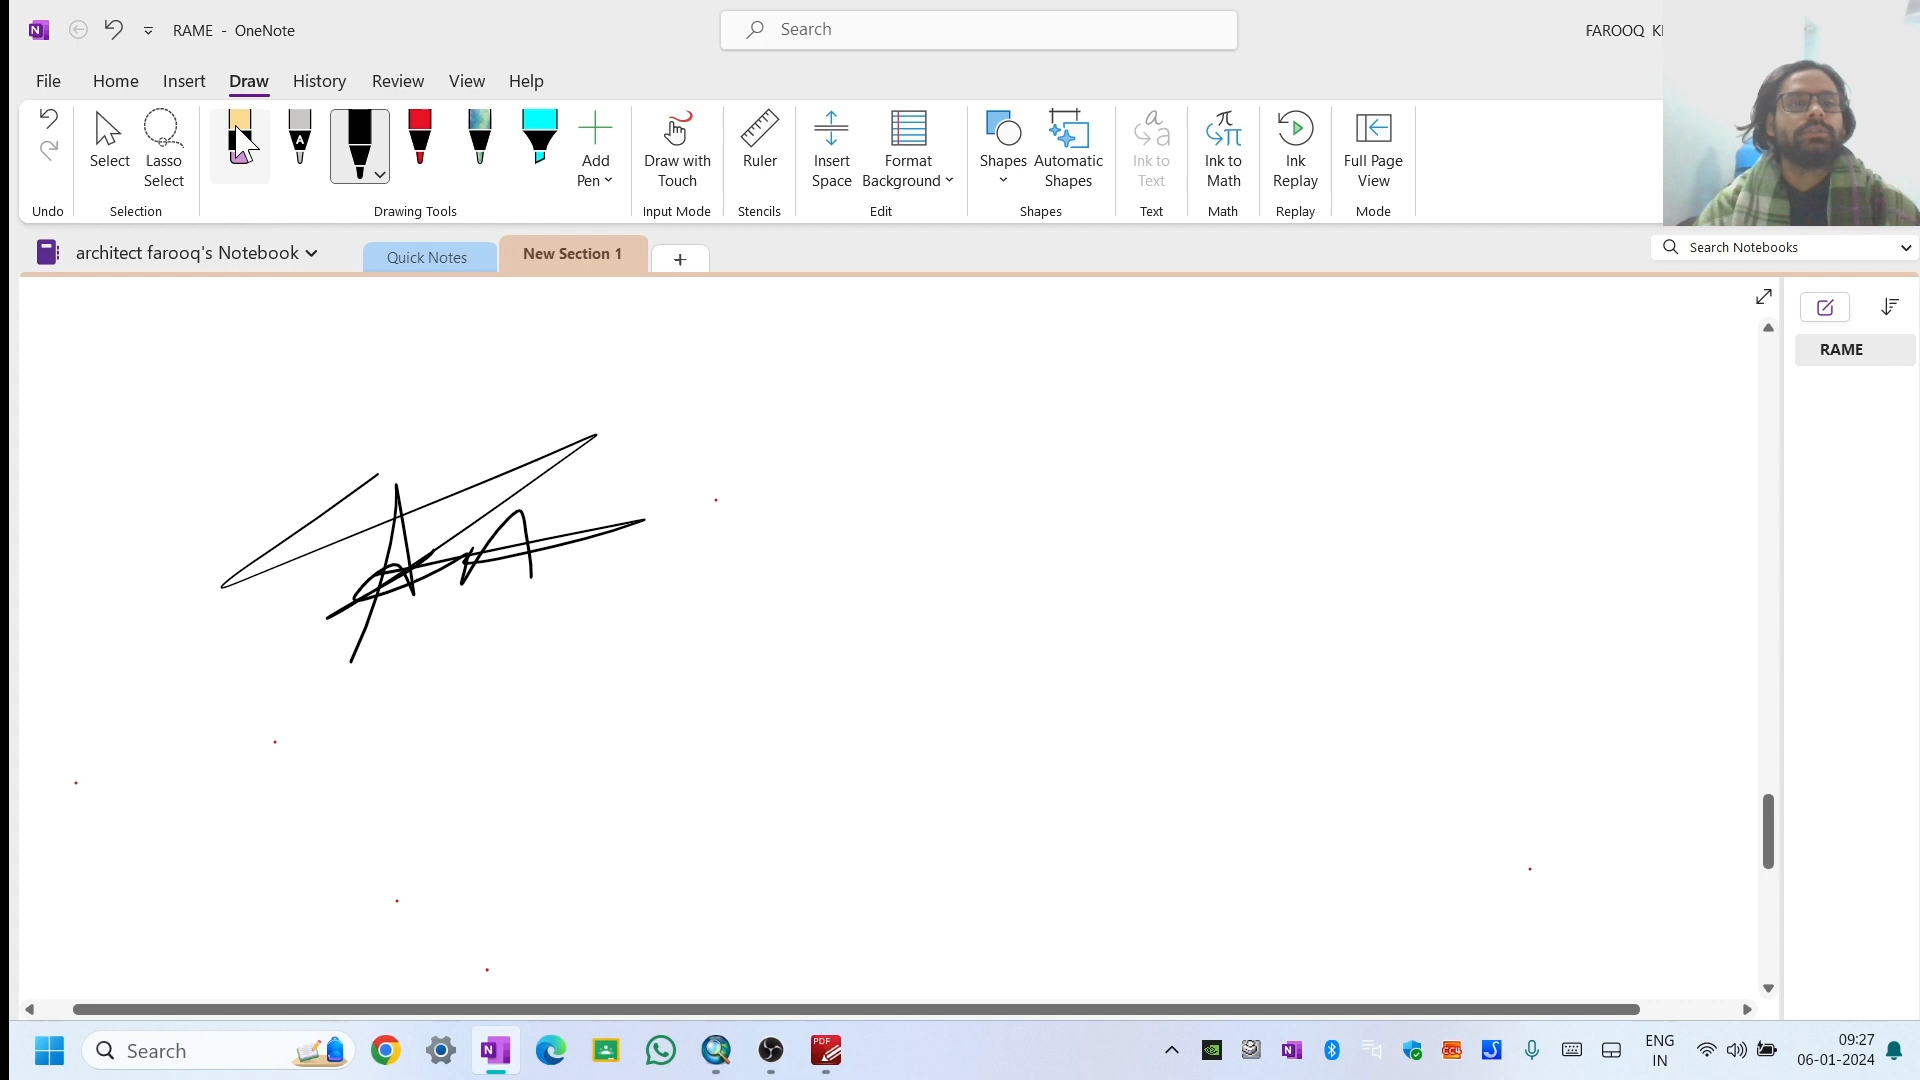 RAME - OneNote
Search
FAROOQ
File Home Insert Draw History Review View Help
Select
Lasso Select
A
Add Pen
Draw with Touch
Ruler
Insert Space
Format Background
Shapes
Automatic Shapes
Ink to Text
Ink to Math
Ink Replay
Full Page View
Undo Selection Drawing Tools Input Mode Stencils Edit Shapes Text Math Replay Mode
architect farooq's Notebook Quick Notes New Section 1 + Search Notebooks
RAME
Search
PDF
ENG
IN
09:27
06-01-2024